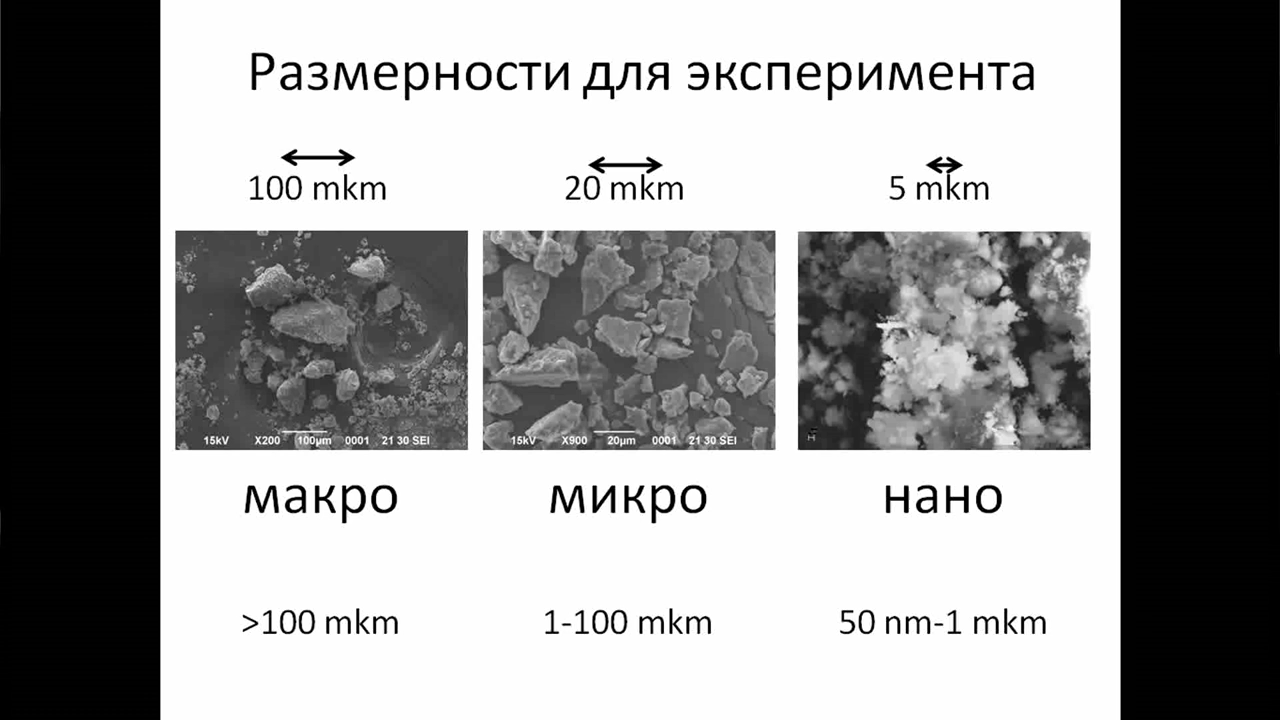 Размерности для эксперимента
100 mkm
20 mkm
5 mkm
15kV X200 100μm 0001 21 30 SEI
15kV X900 20μm 0001 21 30 SEI
макро
микро
нано
>100 mkm
1-100 mkm
50 nm-1 mkm